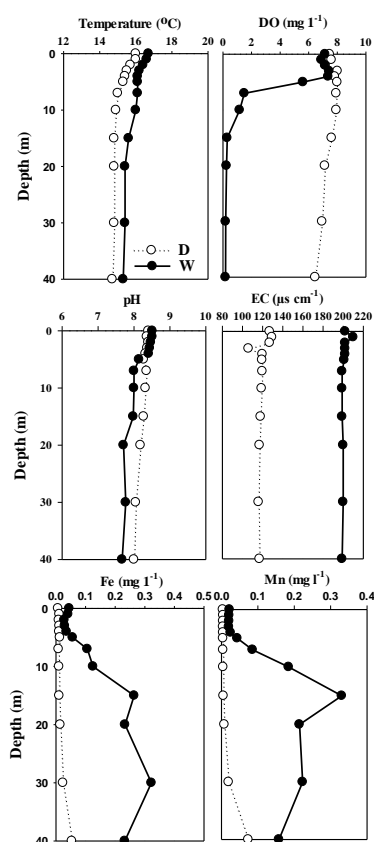 Temperature (ºC)
12 14 16 18 20
DO (mg l-1)
0 2 4 6 8 10
Depth (m)
0
10
20
30
40
D
W
pH
6 7 8 9 10
EC (µs cm-1)
80 100 120 140 160 180 200 220
Depth (m)
0
10
20
30
40
Fe (mg l-1)
0.0 0.1 0.2 0.3 0.4 0.5
Mn (mg l-1)
0.0 0.1 0.2 0.3 0.4
Depth (m)
0
10
20
30
40